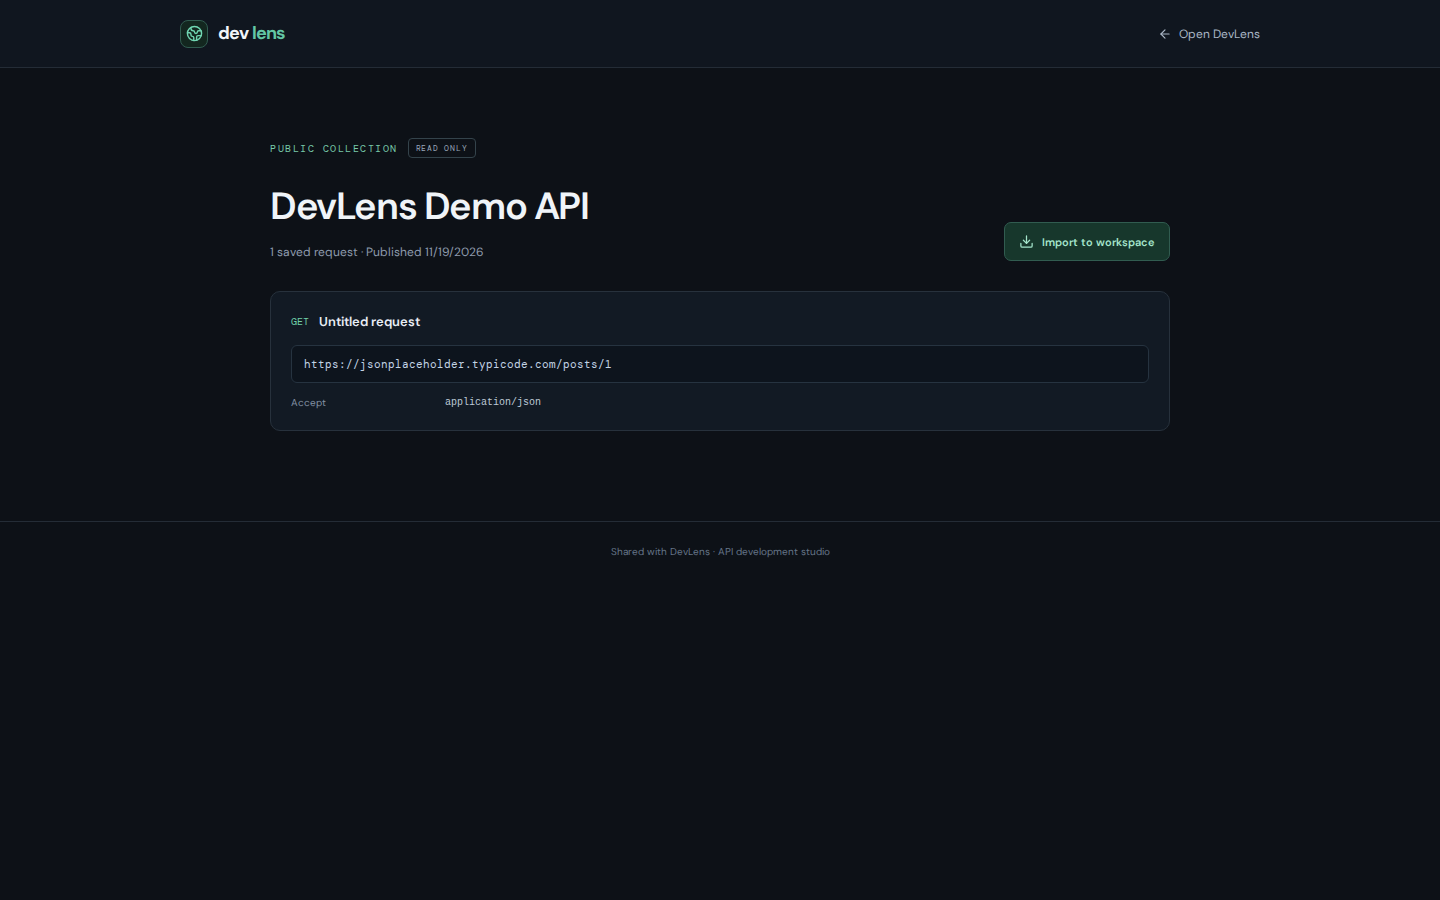 dev lens
Open DevLens
PUBLIC COLLECTION READ ONLY
DevLens Demo API
1 saved request · Published 11/19/2026
Import to workspace
GET Untitled request
https://jsonplaceholder.typicode.com/posts/1
Accept application/json
Shared with DevLens · API development studio